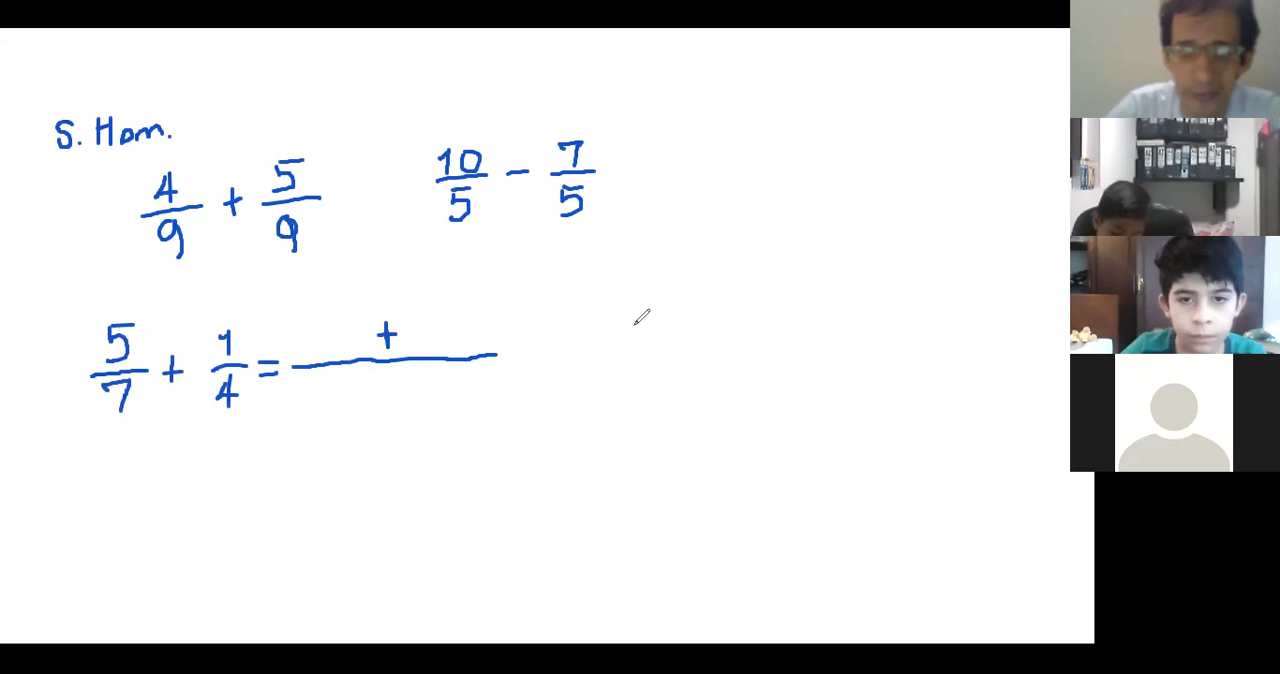 S. Hom.
4/9 + 5/9
10/5 - 7/5
5/7 + 1/4 = +